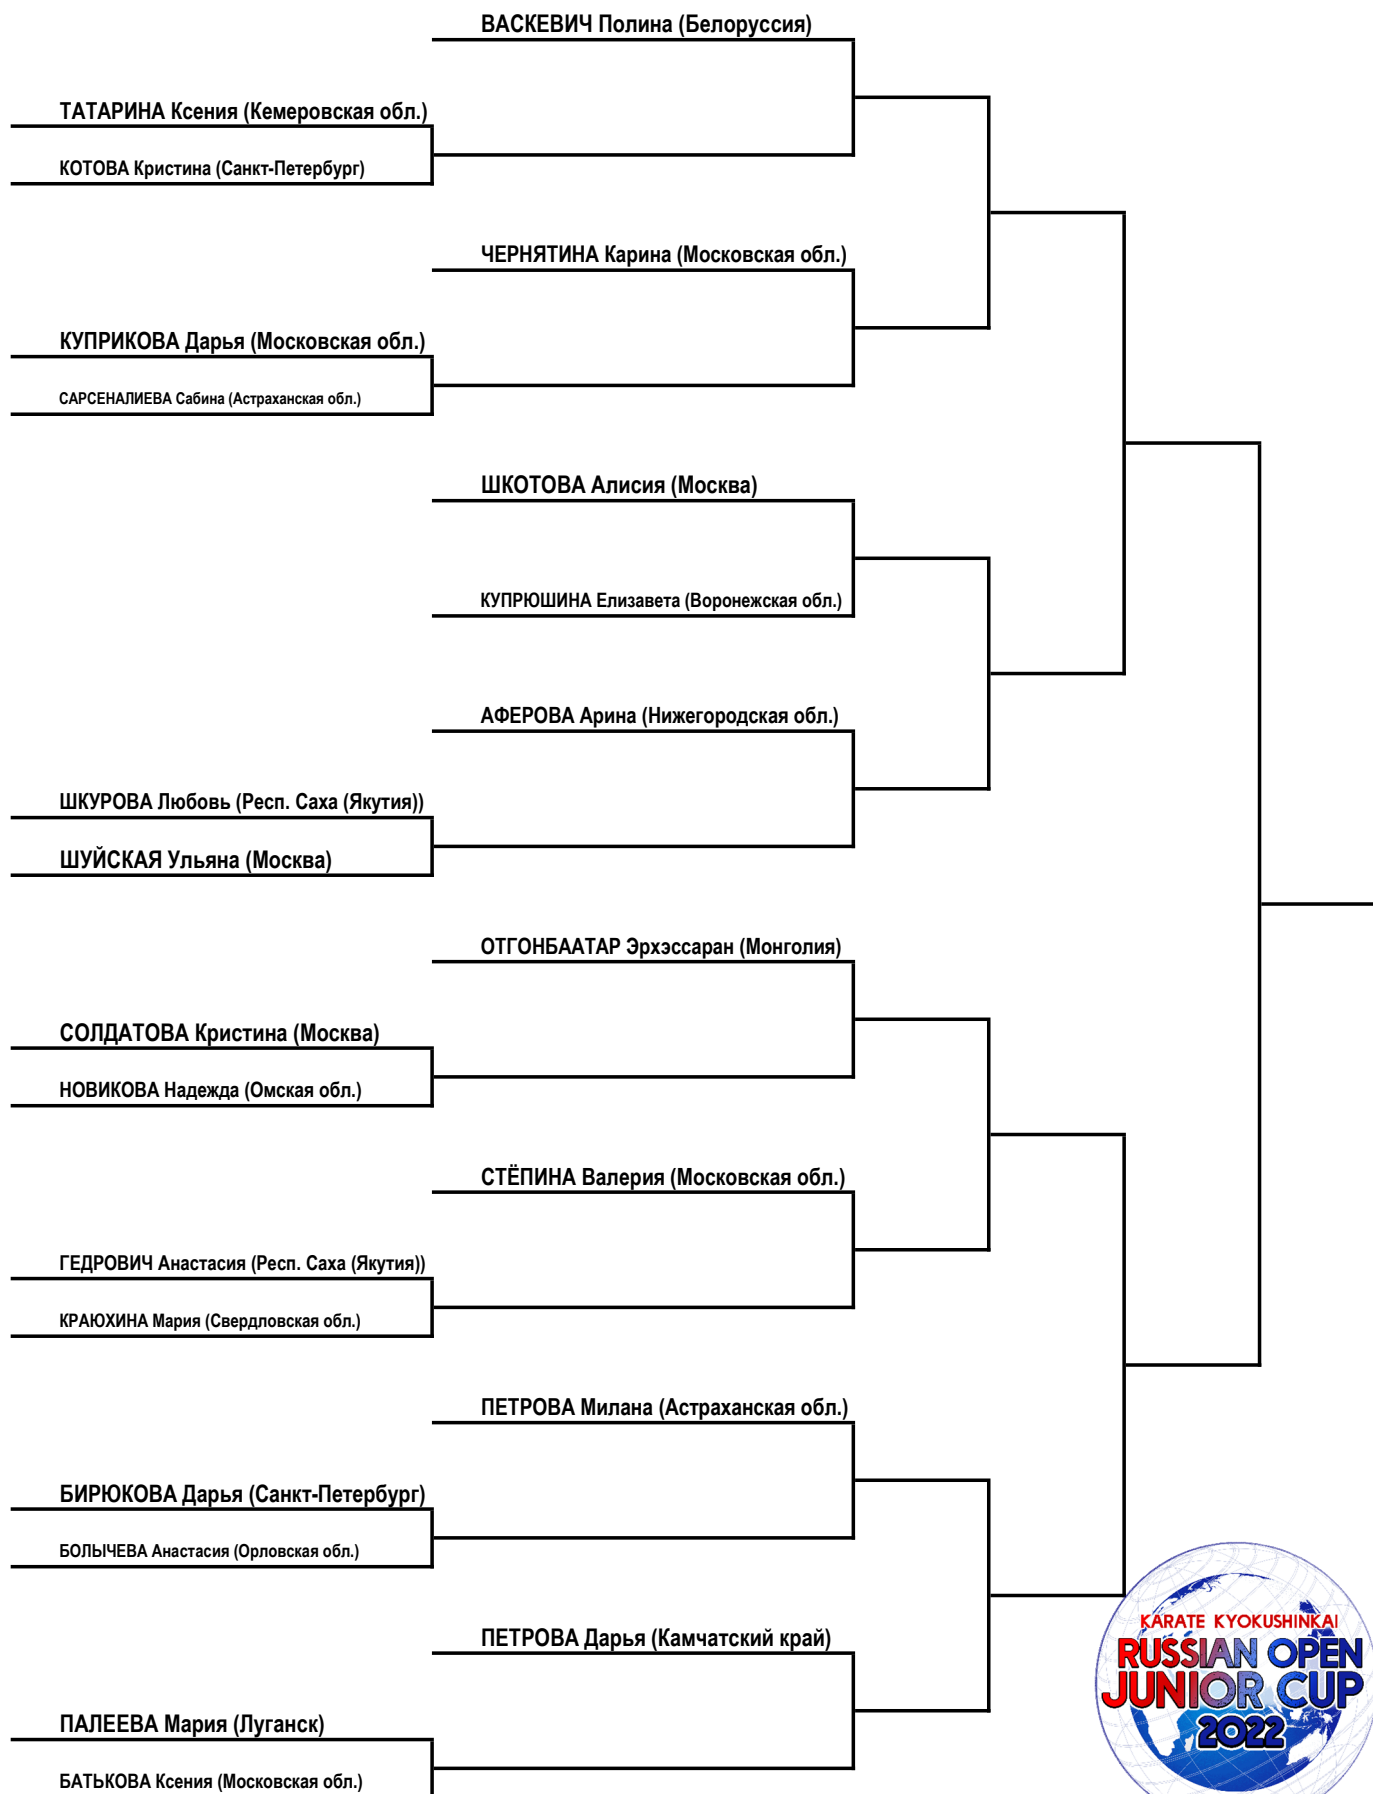 ВАСКЕВИЧ Полина (Белоруссия)
ТАТАРИНА Ксения (Кемеровская обл.)
КОТОВА Кристина (Санкт-Петербург)
ЧЕРНЯТИНА Карина (Московская обл.)
КУПРИКОВА Дарья (Московская обл.)
САРСЕНАЛИЕВА Сабина (Астраханская обл.)
ШКОТОВА Алисия (Москва)
КУПРЮШИНА Елизавета (Воронежская обл.)
АФЕРОВА Арина (Нижегородская обл.)
ШКУРОВА Любовь (Респ. Саха (Якутия))
ШУЙСКАЯ Ульяна (Москва)
ОТГОНБААТАР Эрхэссаран (Монголия)
СОЛДАТОВА Кристина (Москва)
НОВИКОВА Надежда (Омская обл.)
СТЁПИНА Валерия (Московская обл.)
ГЕДРОВИЧ Анастасия (Респ. Саха (Якутия))
КРАЮХИНА Мария (Свердловская обл.)
ПЕТРОВА Милана (Астраханская обл.)
БИРЮКОВА Дарья (Санкт-Петербург)
БОЛЫЧЕВА Анастасия (Орловская обл.)
ПЕТРОВА Дарья (Камчатский край)
ПАЛЕЕВА Мария (Луганск)
БАТЬКОВА Ксения (Московская обл.)
KARATE KYOKUSHINKAI
RUSSIAN OPEN
JUNIOR CUP
2022